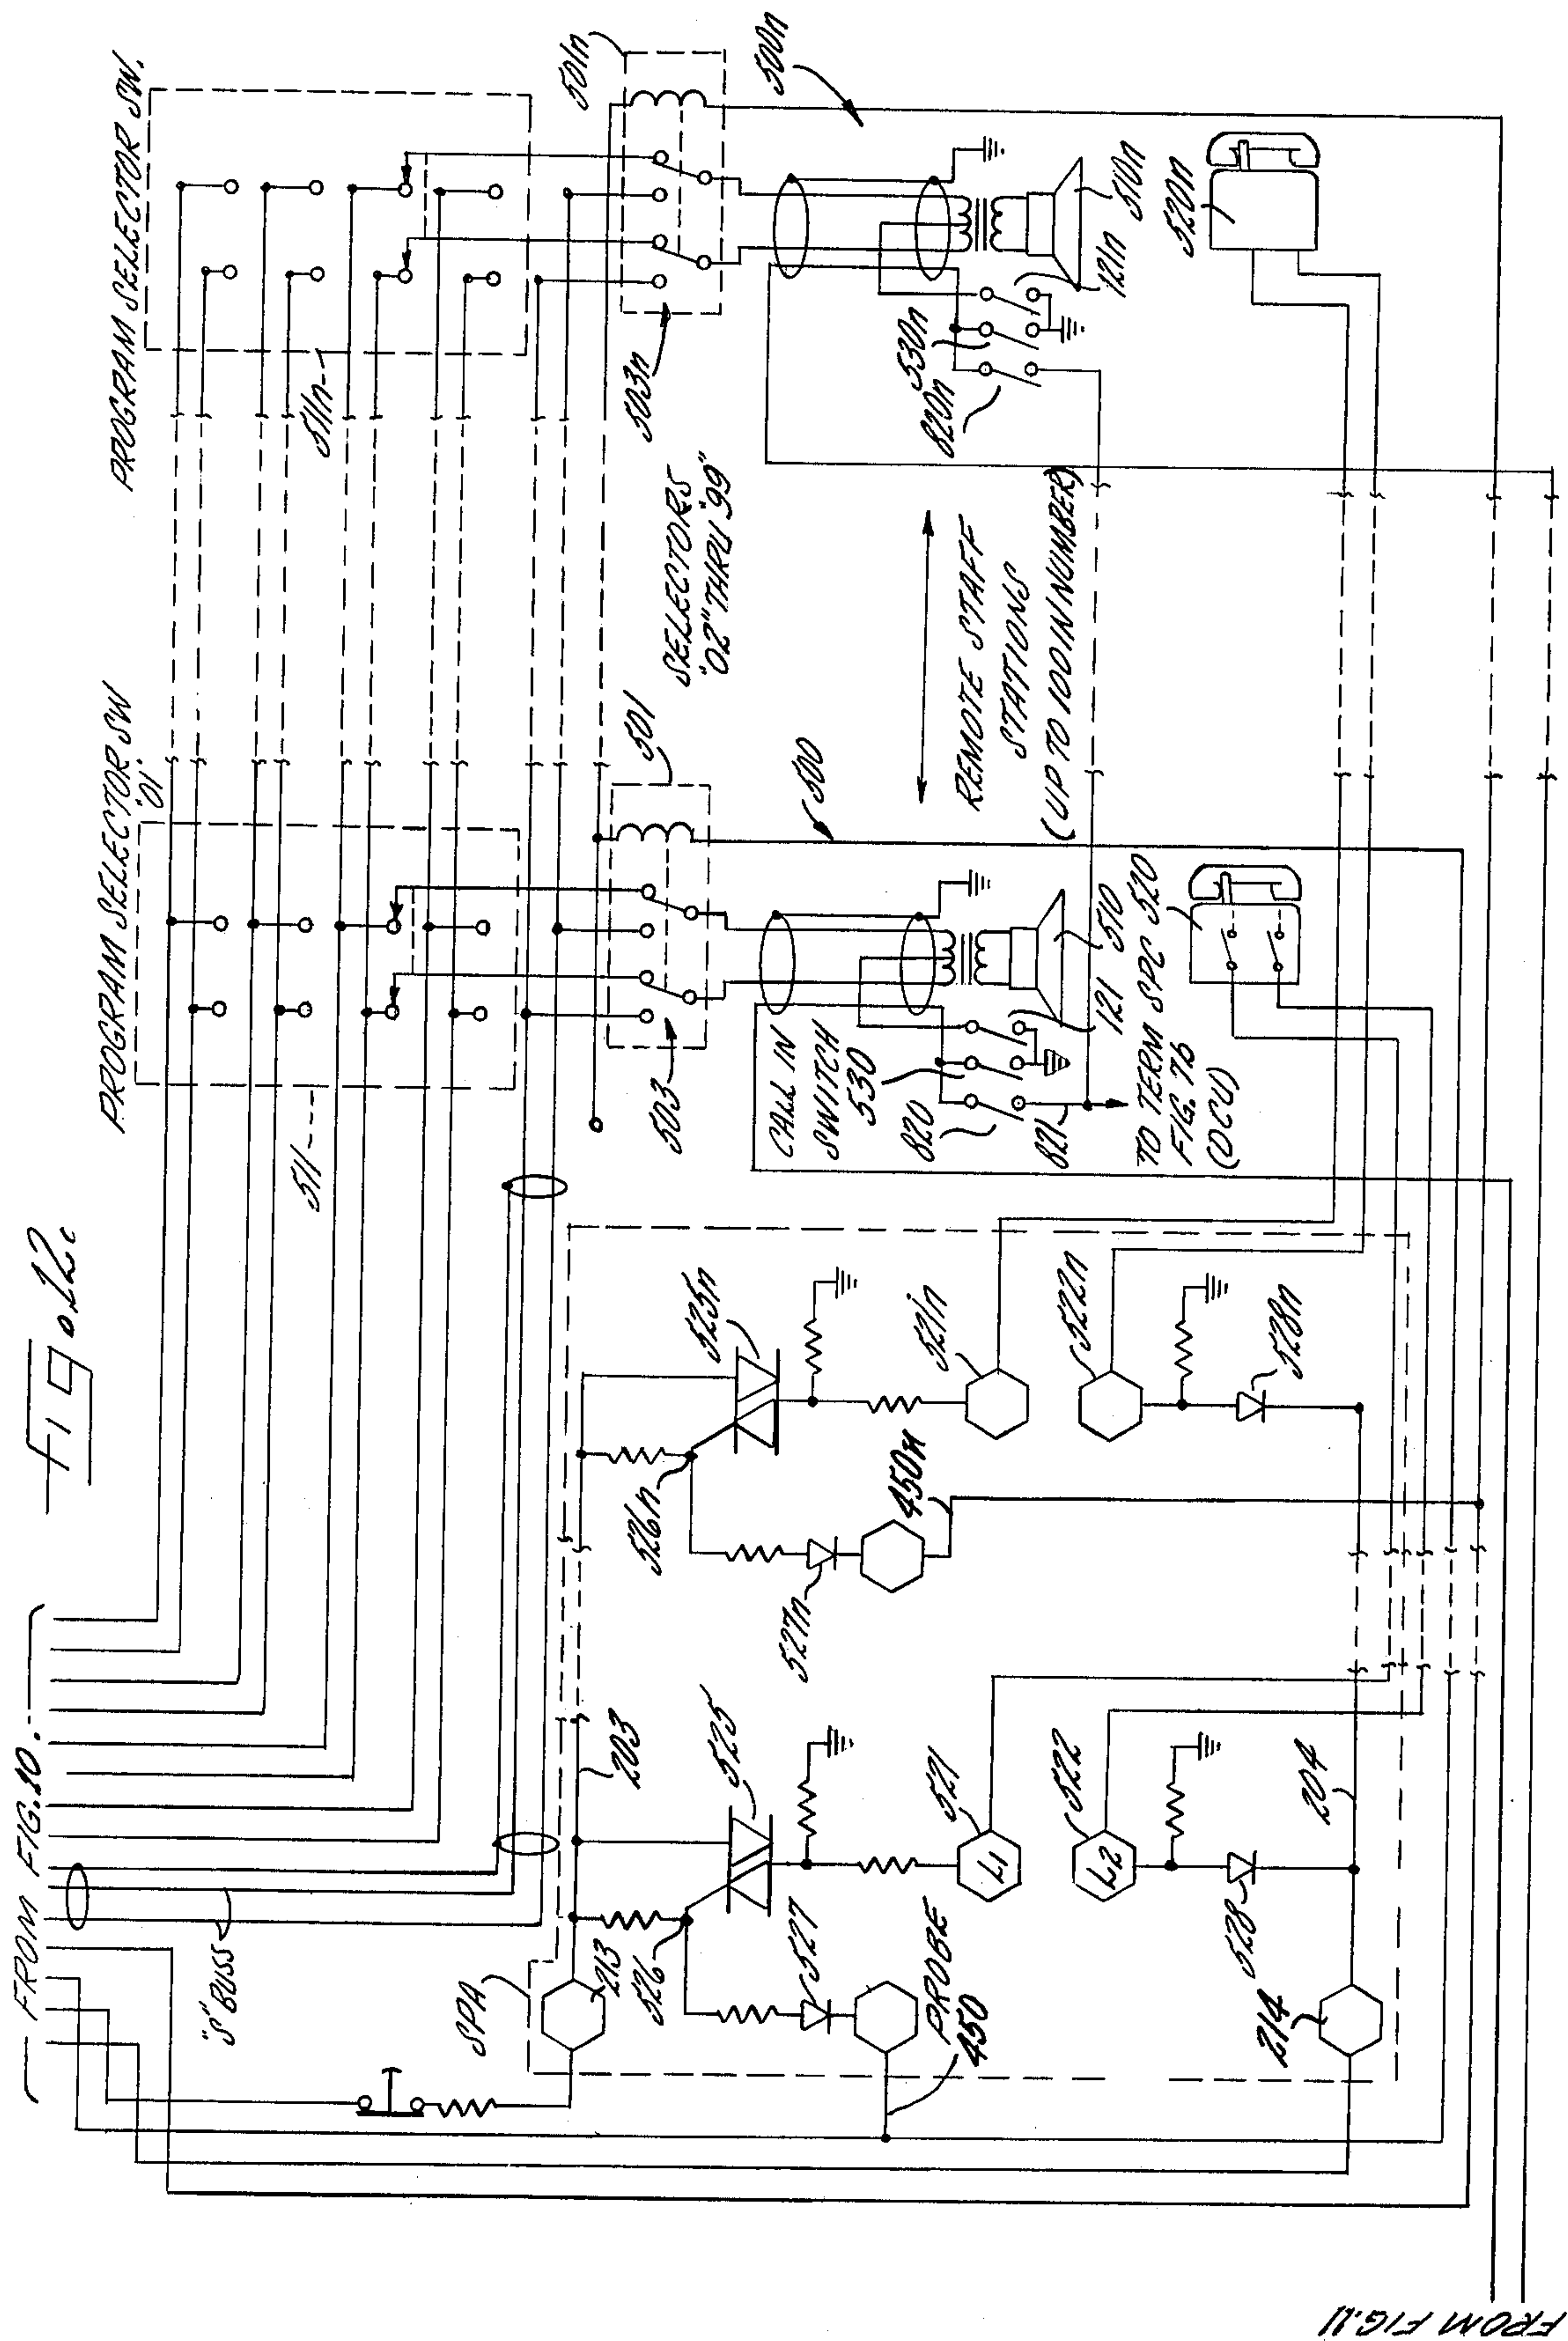 Fig. 12c
FROM FIG. 10.
"S" BUSS
PROGRAM SELECTOR SW
"01"
511
PROGRAM SELECTOR SW.
511n
501
503
SELECTORS
"02" THRU "99"
501n
503n
500
500n
SPA
213
203
526
525
527
PROBE
450
L1
521
L2
522
528
204
214
526n
525n
527n
450n
521n
522n
528n
CALL IN
SWITCH
530
820
821
121
510
TO TERM SPC
FIG. 7b
(DCU)
520
REMOTE STAFF
STATIONS
(UP TO 100 IN NUMBER)
530n
820n
121n
510n
520n
FROM FIG. 11